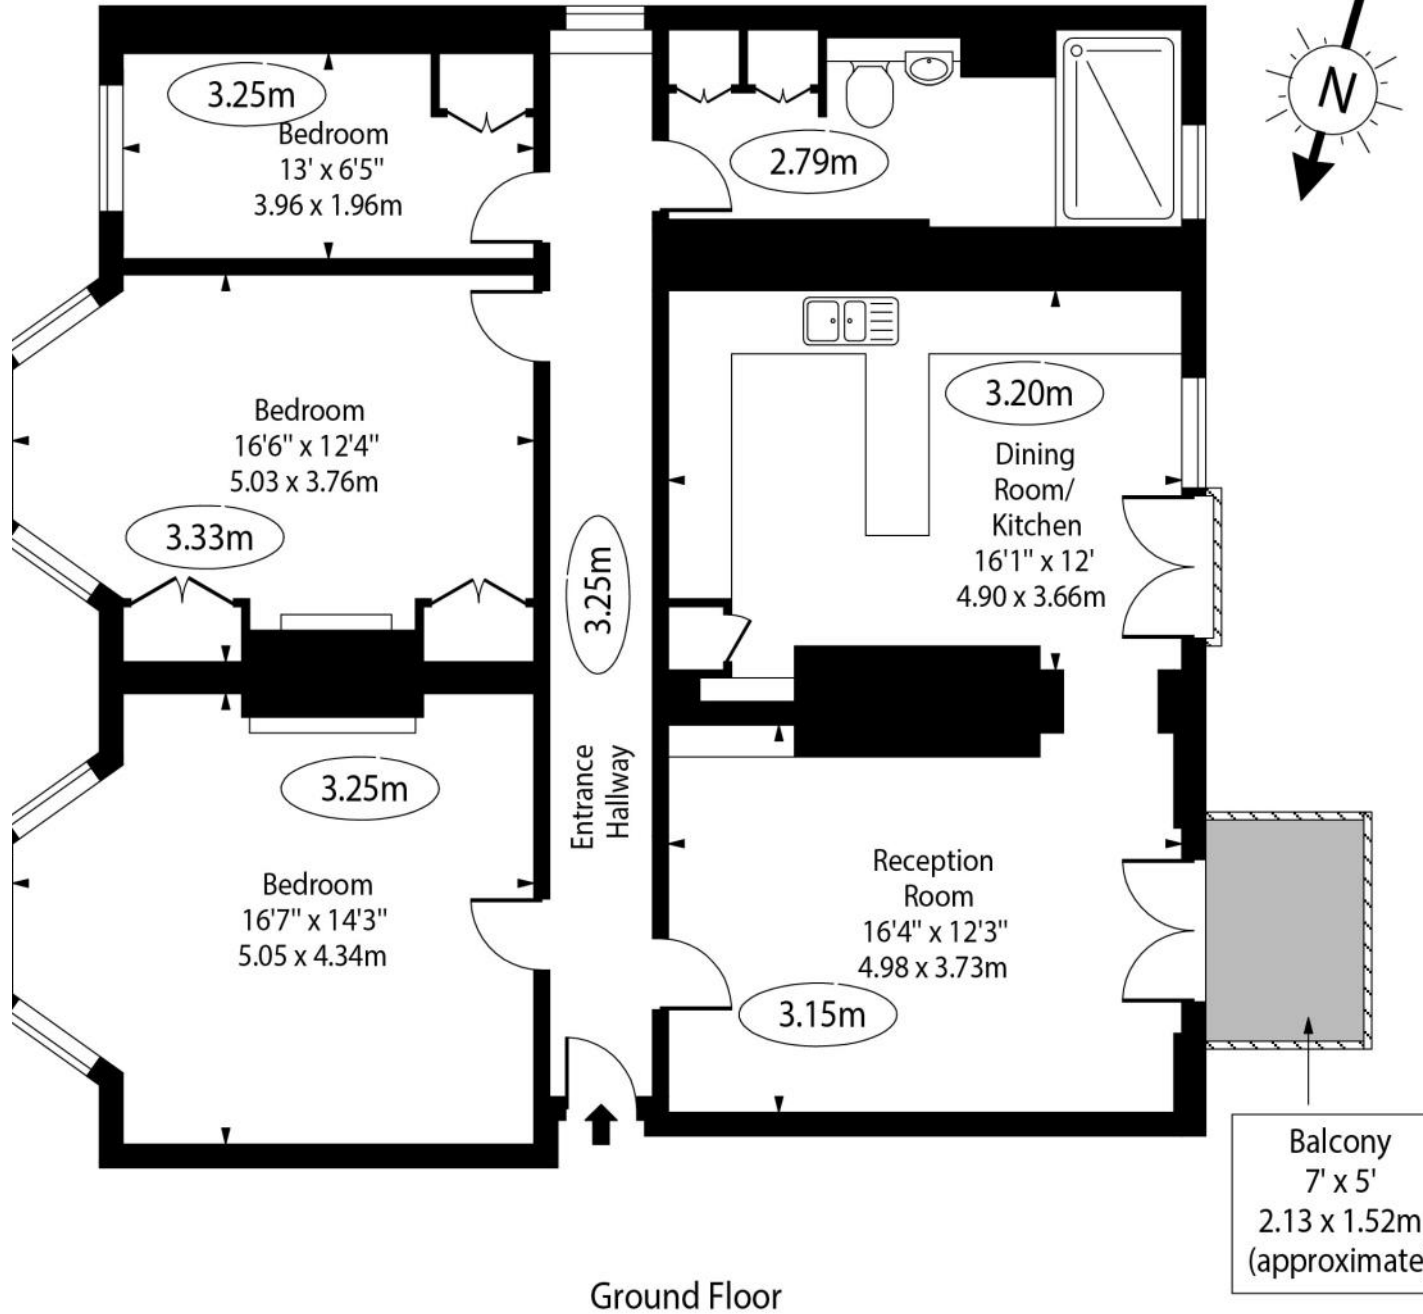 N
3.25m
Bedroom
13' x 6'5"
3.96 x 1.96m
2.79m
Bedroom
16'6" x 12'4"
5.03 x 3.76m
3.33m
3.20m
Dining
Room/
Kitchen
16'1" x 12'
4.90 x 3.66m
3.25m
Entrance
Hallway
3.25m
Bedroom
16'7" x 14'3"
5.05 x 4.34m
Reception
Room
16'4" x 12'3"
4.98 x 3.73m
3.15m
Balcony
7' x 5'
2.13 x 1.52m
(approximate
Ground Floor